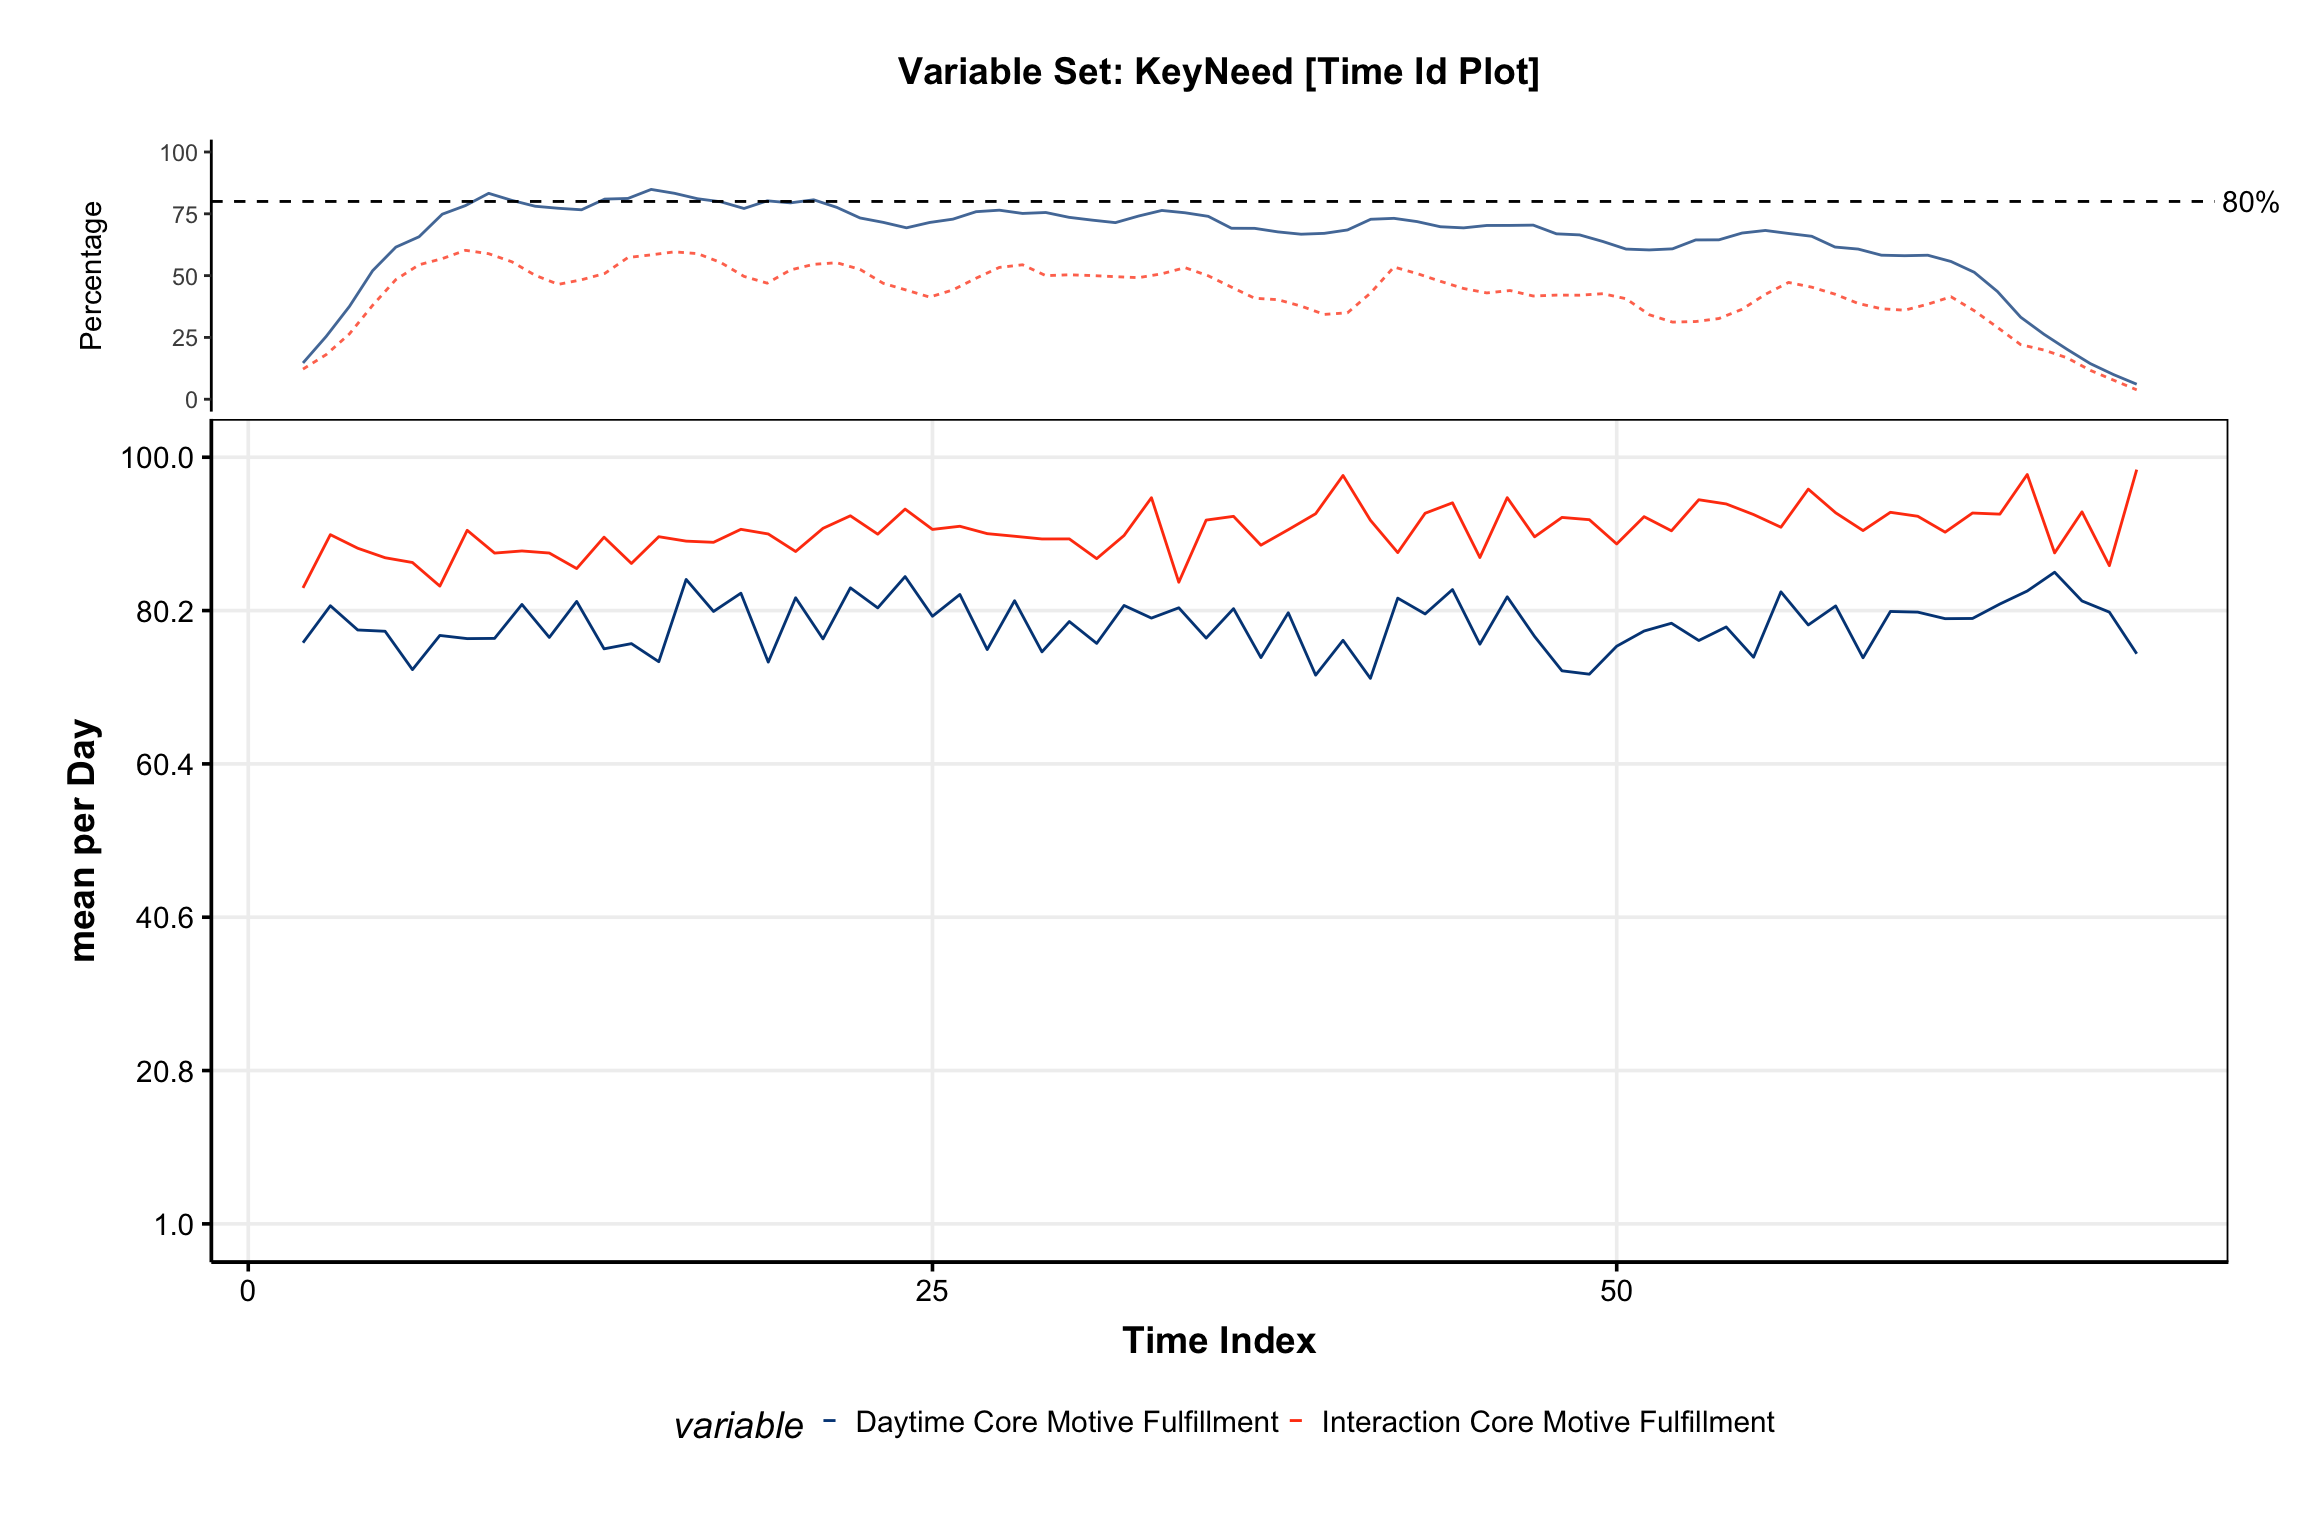 Variable Set: KeyNeed [Time Id Plot]
Percentage
100
75
50
25
0
80%
mean per Day
100.0
80.2
60.4
40.6
20.8
1.0
0 25 50
Time Index
variable Daytime Core Motive Fulfillment Interaction Core Motive Fulfillment